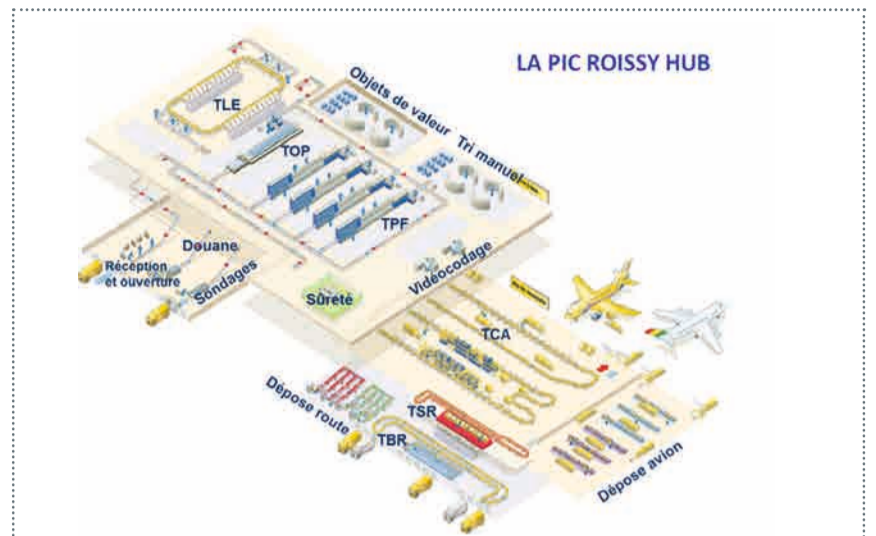 LA PIC ROISSY HUB
TLE
Objets de valeur
Tri manuel
TOP
TPF
Douane
Réception
et ouverture
Sondages
Sûreté
Vidéocodage
TCA
Dépose route
TSR
TBR
Dépose avion